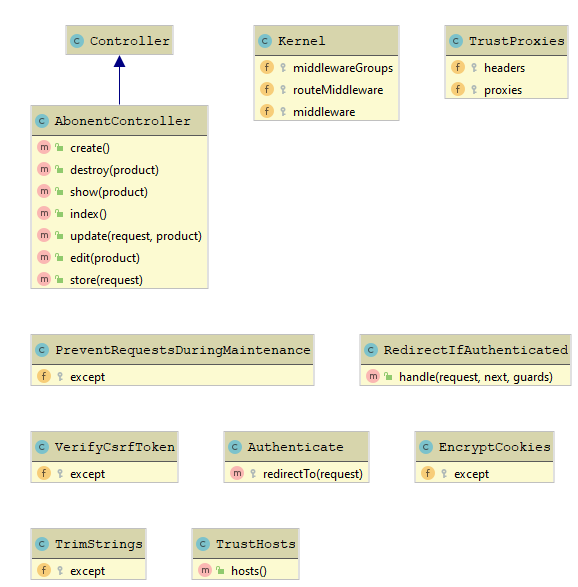 Controller
Kernel
middlewareGroups
routeMiddleware
middleware
TrustProxies
headers
proxies
AbonentController
create()
destroy(product)
show(product)
index()
update(request, product)
edit(product)
store(request)
PreventRequestsDuringMaintenance
except
RedirectIfAuthenticated
handle(request, next, guards)
VerifyCsrfToken
except
Authenticate
redirectTo(request)
EncryptCookies
except
TrimStrings
except
TrustHosts
hosts()